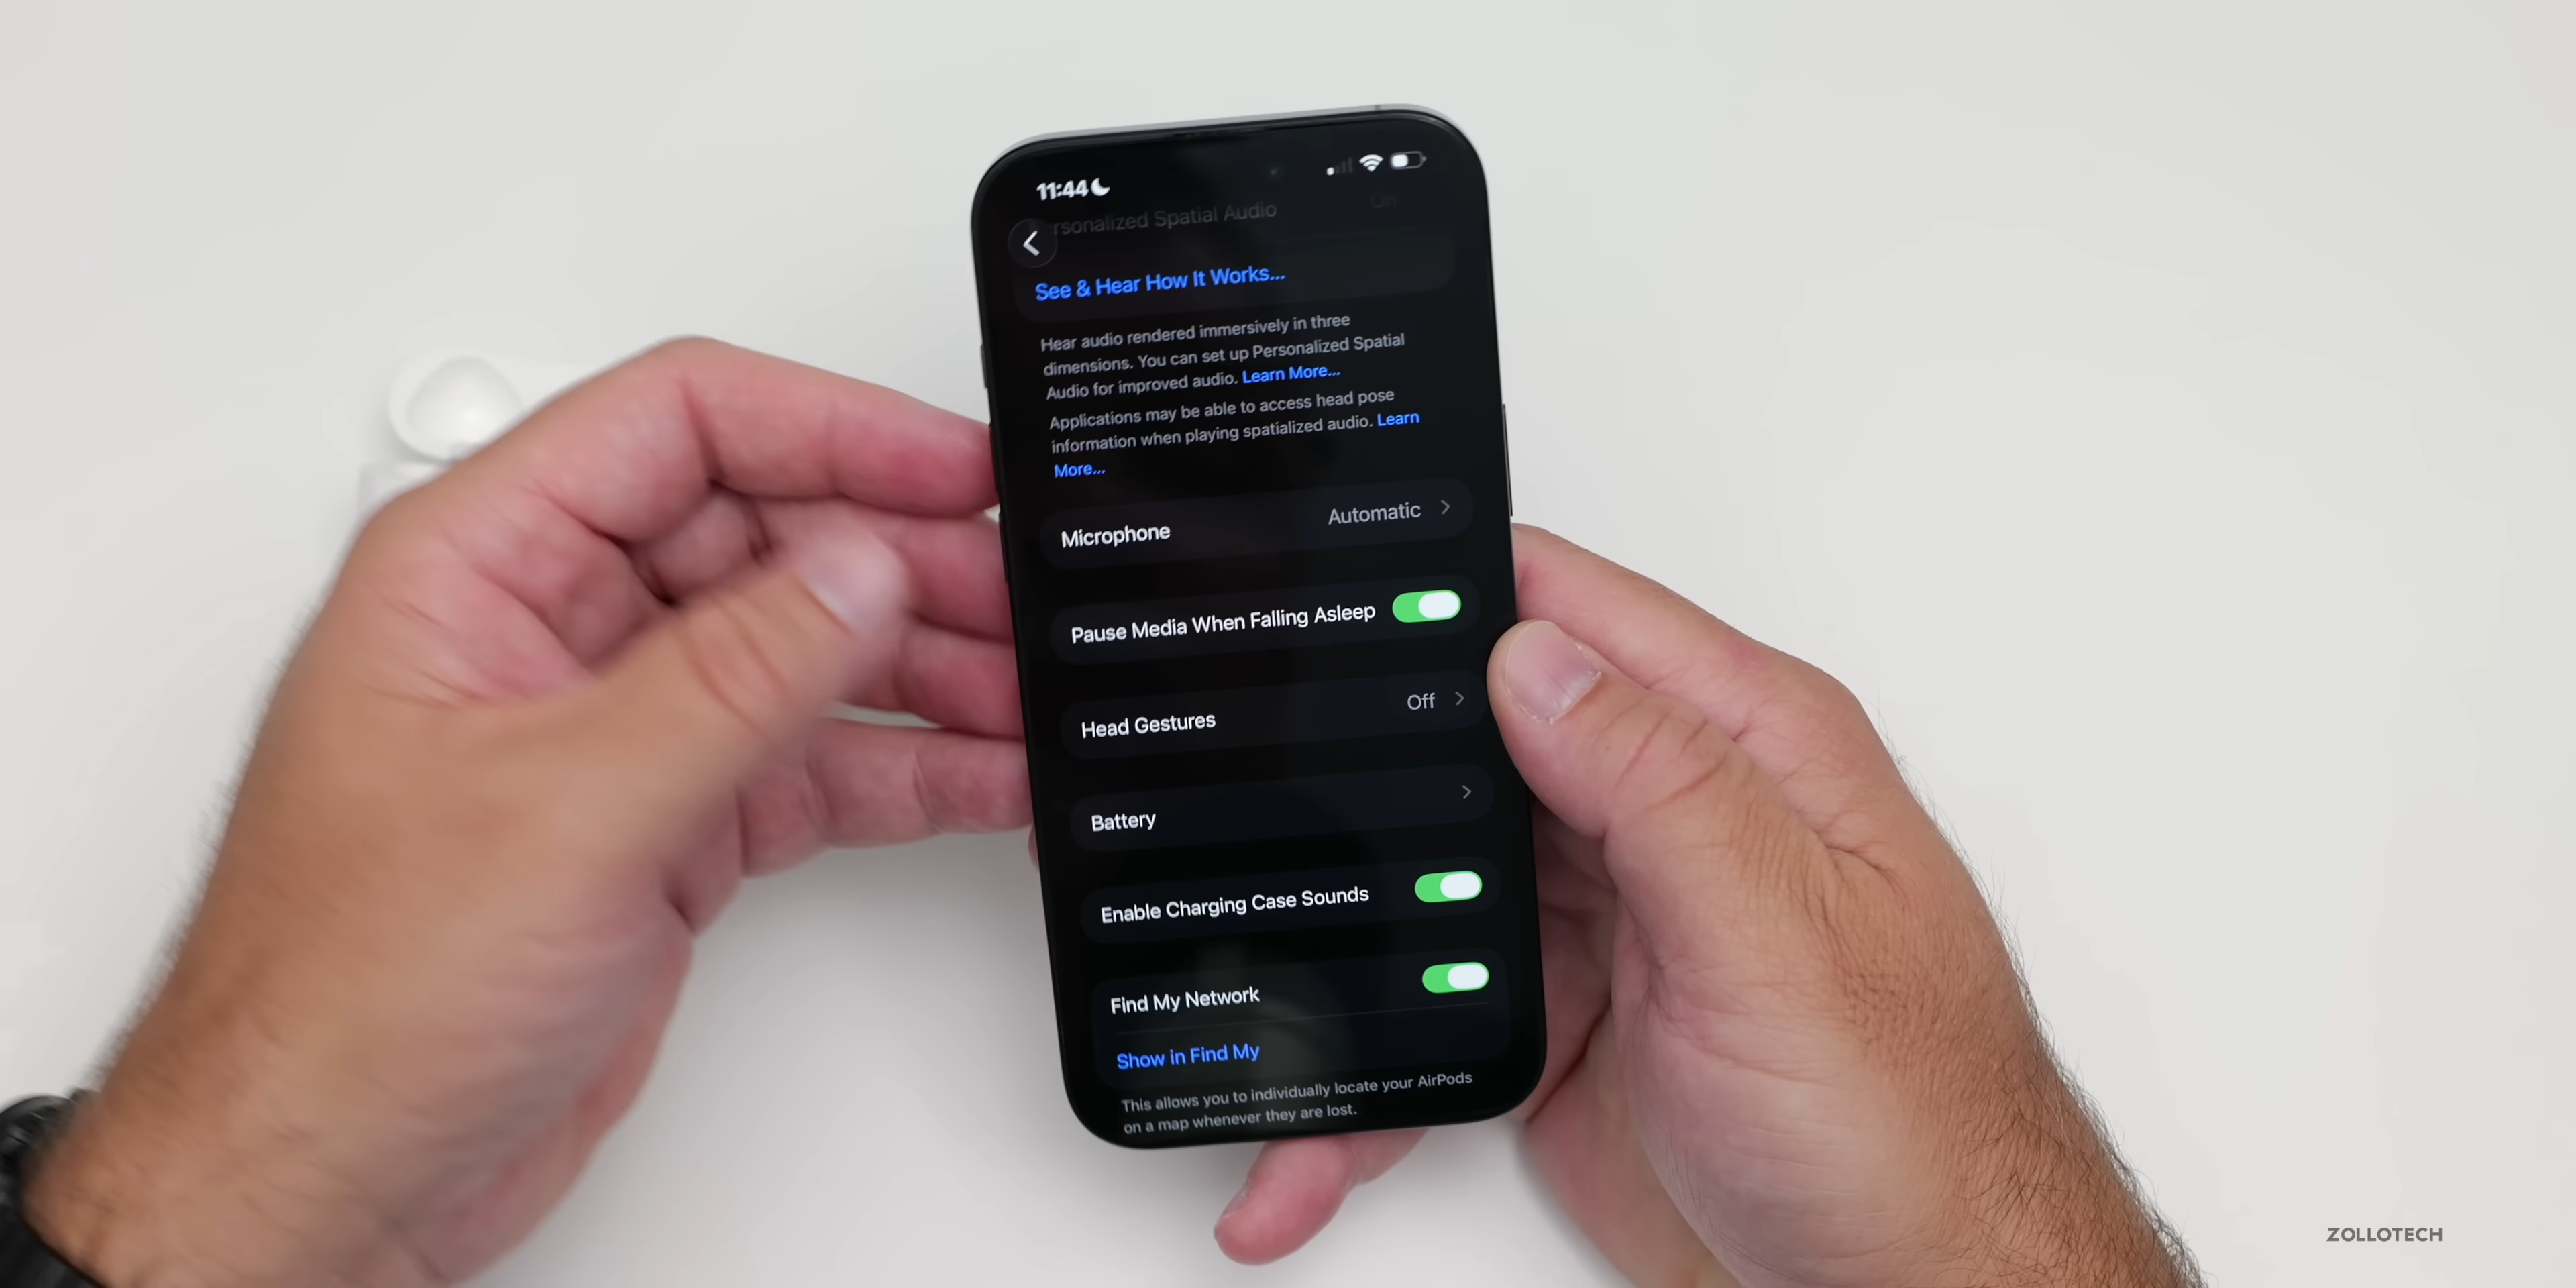 11:44
rsonalized Spatial Audio On
See & Hear How It Works...
Hear audio rendered immersively in three
dimensions. You can set up Personalized Spatial
Audio for improved audio. Learn More...
Applications may be able to access head pose
information when playing spatialized audio. Learn
More...
Microphone Automatic
Pause Media When Falling Asleep
Head Gestures Off
Battery
Enable Charging Case Sounds
Find My Network
Show in Find My
This allows you to individually locate your AirPods
on a map whenever they are lost.
ZOLLOTECH